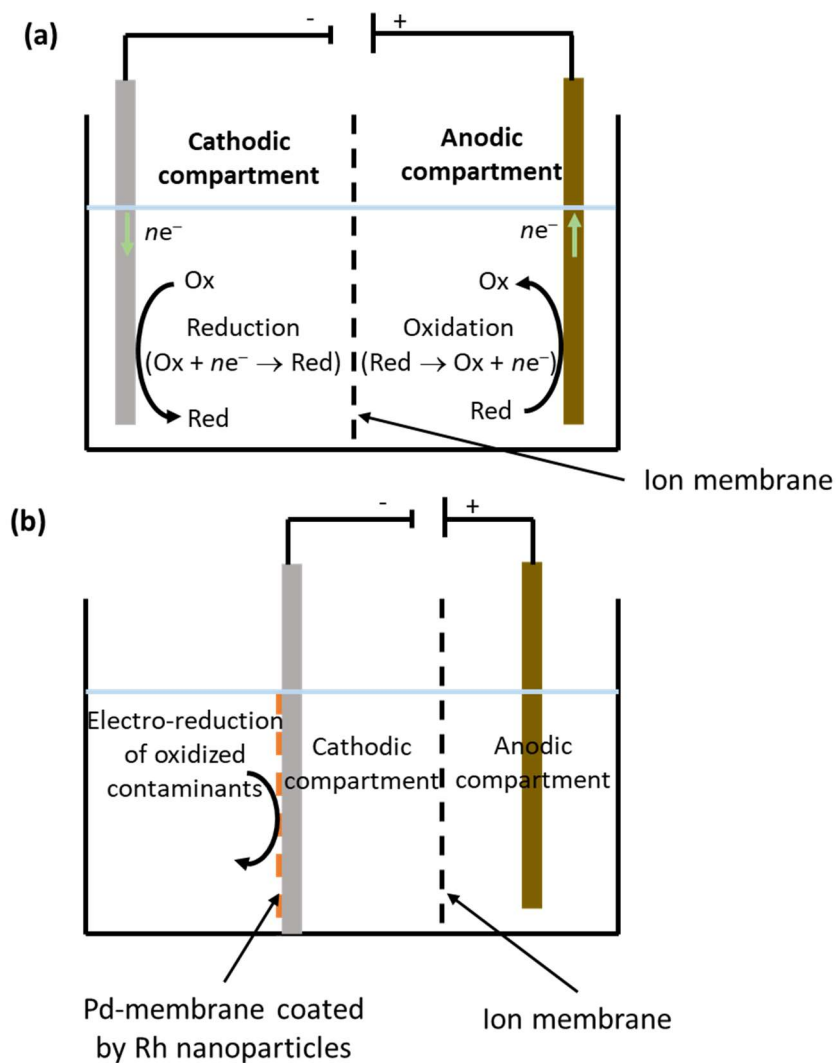 (a)
- +
Cathodic
compartment
Anodic
compartment
ne⁻
ne⁻
Ox
Reduction
(Ox + ne⁻ → Red)
Red
Ox
Oxidation
(Red → Ox + ne⁻)
Red
Ion membrane
(b)
- +
Electro-reduction
of oxidized
contaminants
Cathodic
compartment
Anodic
compartment
Pd-membrane coated
by Rh nanoparticles
Ion membrane